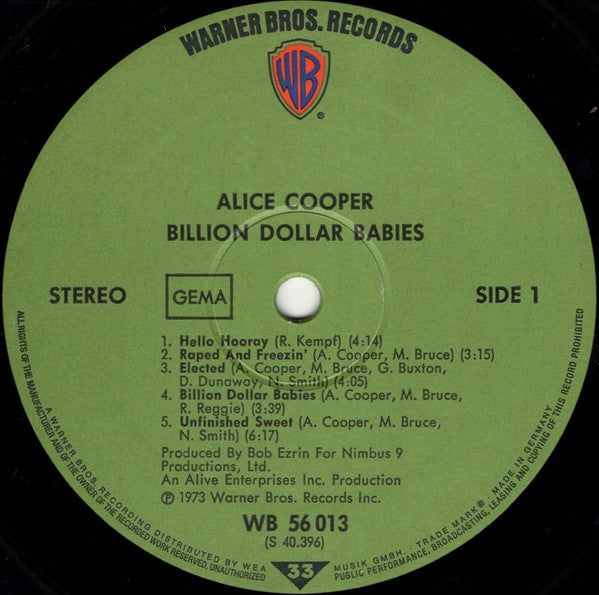 WARNER BROS. RECORDS
WB
®
ALICE COOPER
BILLION DOLLAR BABIES
STEREO
GEMA
SIDE 1
1. Hello Hooray (R. Kempf) (4:14)
2. Raped And Freezin' (A. Cooper, M. Bruce) (3:15)
3. Elected (A. Cooper, M. Bruce, G. Buxton,
D. Dunaway, N. Smith) (4:05)
4. Billion Dollar Babies (A. Cooper, M. Bruce,
R. Reggie) (3:39)
5. Unfinished Sweet (A. Cooper, M. Bruce,
N. Smith) (6:17)
Produced By Bob Ezrin For Nimbus 9
Productions, Ltd.
An Alive Enterprises Inc. Production
Ⓟ 1973 Warner Bros. Records Inc.
WB 56 013
(S 40.396)
A WARNER BROS. RECORDING DISTRIBUTED BY WEA MUSIK GMBH. TRADE MARK®. MADE IN GERMANY.
ALL RIGHTS OF THE MANUFACTURER AND OF THE OWNER OF THE RECORDED WORK RESERVED, UNAUTHORIZED PUBLIC PERFORMANCE, BROADCASTING, LEASING AND COPYING OF THIS RECORD PROHIBITED
33